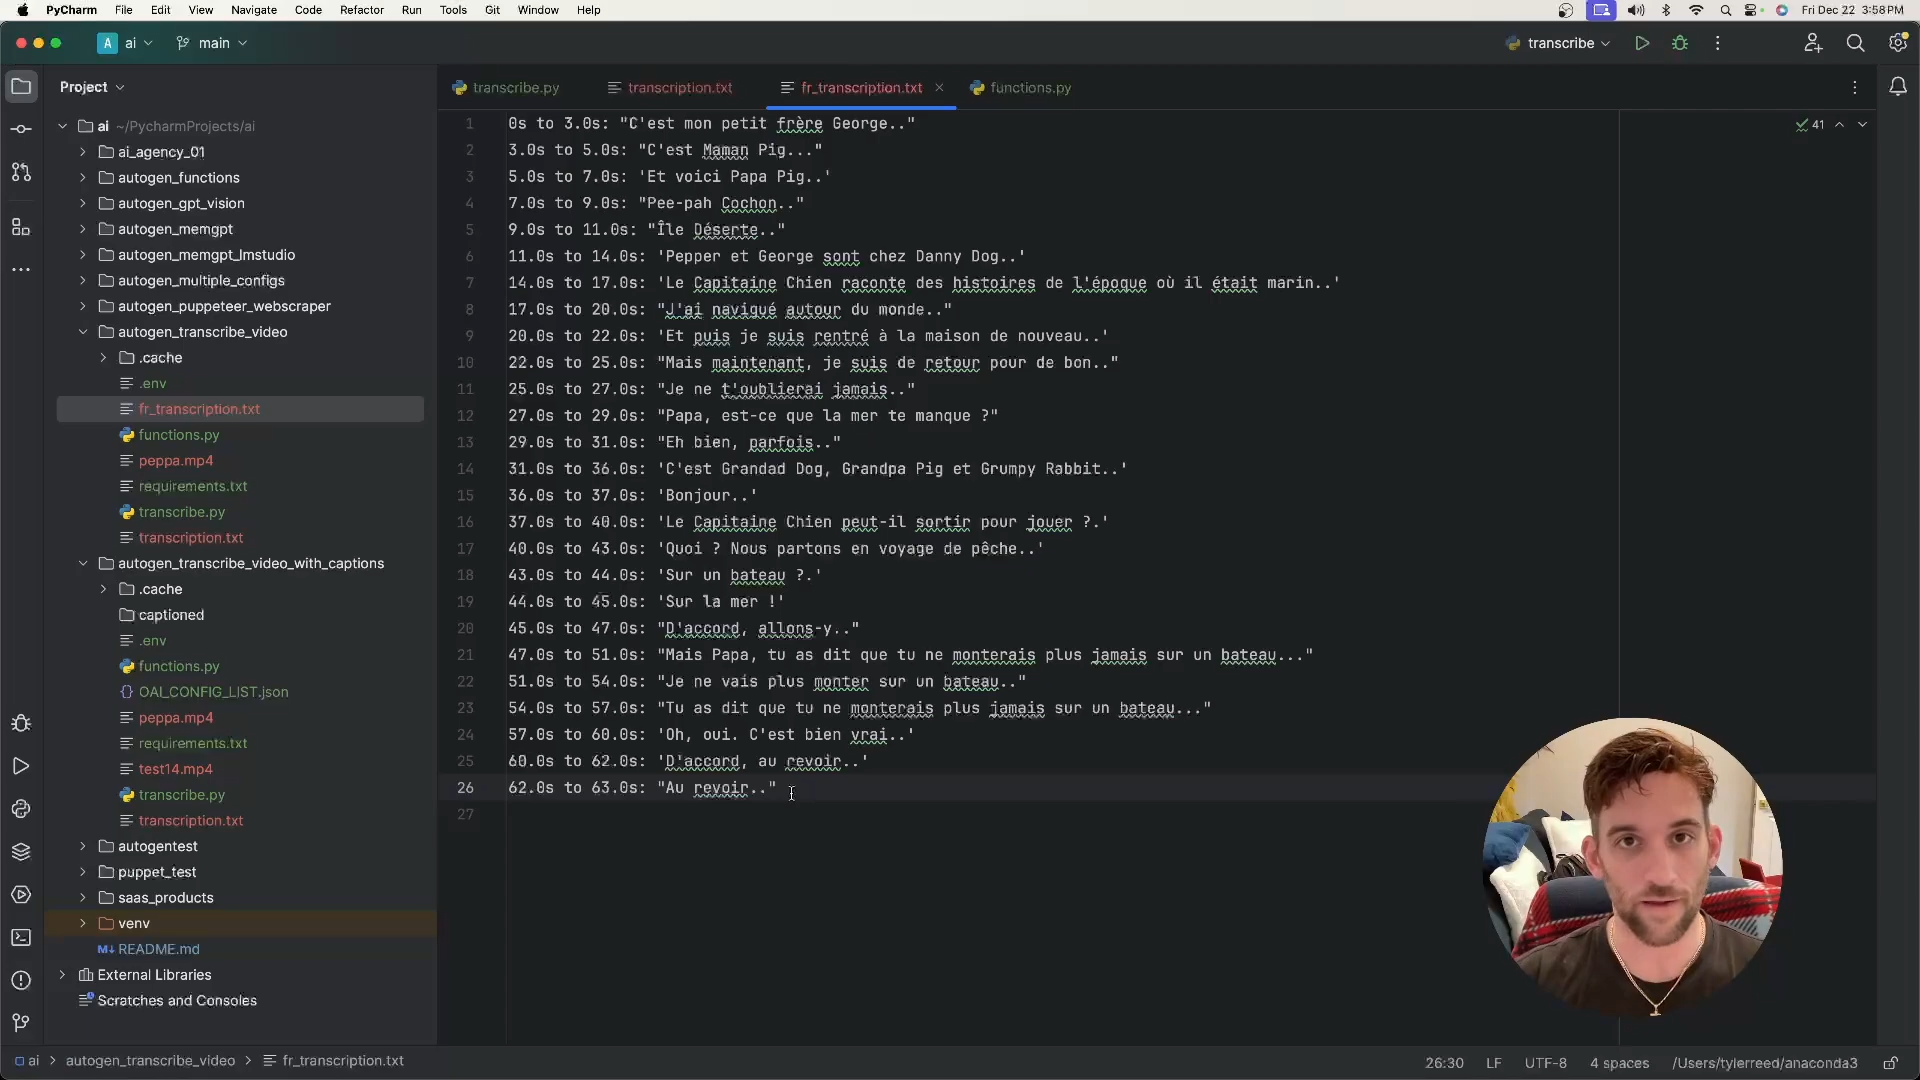 PyCharm File Edit View Navigate Code Refactor Run Tools Git Window Help Fri Dec 22 3:58 PM
A ai main transcribe
Project transcribe.py transcription.txt fr_transcription.txt functions.py
ai ~/PycharmProjects/ai
ai_agency_01
autogen_functions
autogen_gpt_vision
autogen_memgpt
autogen_memgpt_lmstudio
autogen_multiple_configs
autogen_puppeteer_webscraper
autogen_transcribe_video
.cache
.env
fr_transcription.txt
functions.py
peppa.mp4
requirements.txt
transcribe.py
transcription.txt
autogen_transcribe_video_with_captions
.cache
captioned
.env
functions.py
OAI_CONFIG_LIST.json
peppa.mp4
requirements.txt
test14.mp4
transcribe.py
transcription.txt
autogentest
puppet_test
saas_products
venv
README.md
External Libraries
Scratches and Consoles
41
1 0s to 3.0s: "C'est mon petit frère George.."
2 3.0s to 5.0s: "C'est Maman Pig..."
3 5.0s to 7.0s: 'Et voici Papa Pig..'
4 7.0s to 9.0s: "Pee-pah Cochon.."
5 9.0s to 11.0s: "Île Déserte.."
6 11.0s to 14.0s: 'Pepper et George sont chez Danny Dog..'
7 14.0s to 17.0s: 'Le Capitaine Chien raconte des histoires de l'époque où il était marin..'
8 17.0s to 20.0s: "J'ai navigué autour du monde.."
9 20.0s to 22.0s: 'Et puis je suis rentré à la maison de nouveau..'
10 22.0s to 25.0s: "Mais maintenant, je suis de retour pour de bon.."
11 25.0s to 27.0s: "Je ne t'oublierai jamais.."
12 27.0s to 29.0s: "Papa, est-ce que la mer te manque ?"
13 29.0s to 31.0s: "Eh bien, parfois.."
14 31.0s to 36.0s: 'C'est Grandad Dog, Grandpa Pig et Grumpy Rabbit..'
15 36.0s to 37.0s: 'Bonjour..'
16 37.0s to 40.0s: 'Le Capitaine Chien peut-il sortir pour jouer ?.'
17 40.0s to 43.0s: 'Quoi ? Nous partons en voyage de pêche..'
18 43.0s to 44.0s: 'Sur un bateau ?.'
19 44.0s to 45.0s: 'Sur la mer !'
20 45.0s to 47.0s: "D'accord, allons-y.."
21 47.0s to 51.0s: "Mais Papa, tu as dit que tu ne monterais plus jamais sur un bateau..."
22 51.0s to 54.0s: "Je ne vais plus monter sur un bateau.."
23 54.0s to 57.0s: "Tu as dit que tu ne monterais plus jamais sur un bateau..."
24 57.0s to 60.0s: 'Oh, oui. C'est bien vrai..'
25 60.0s to 62.0s: 'D'accord, au revoir..'
26 62.0s to 63.0s: "Au revoir.."
27
ai > autogen_transcribe_video > fr_transcription.txt 26:30 LF UTF-8 4 spaces /Users/tylerreed/anaconda3